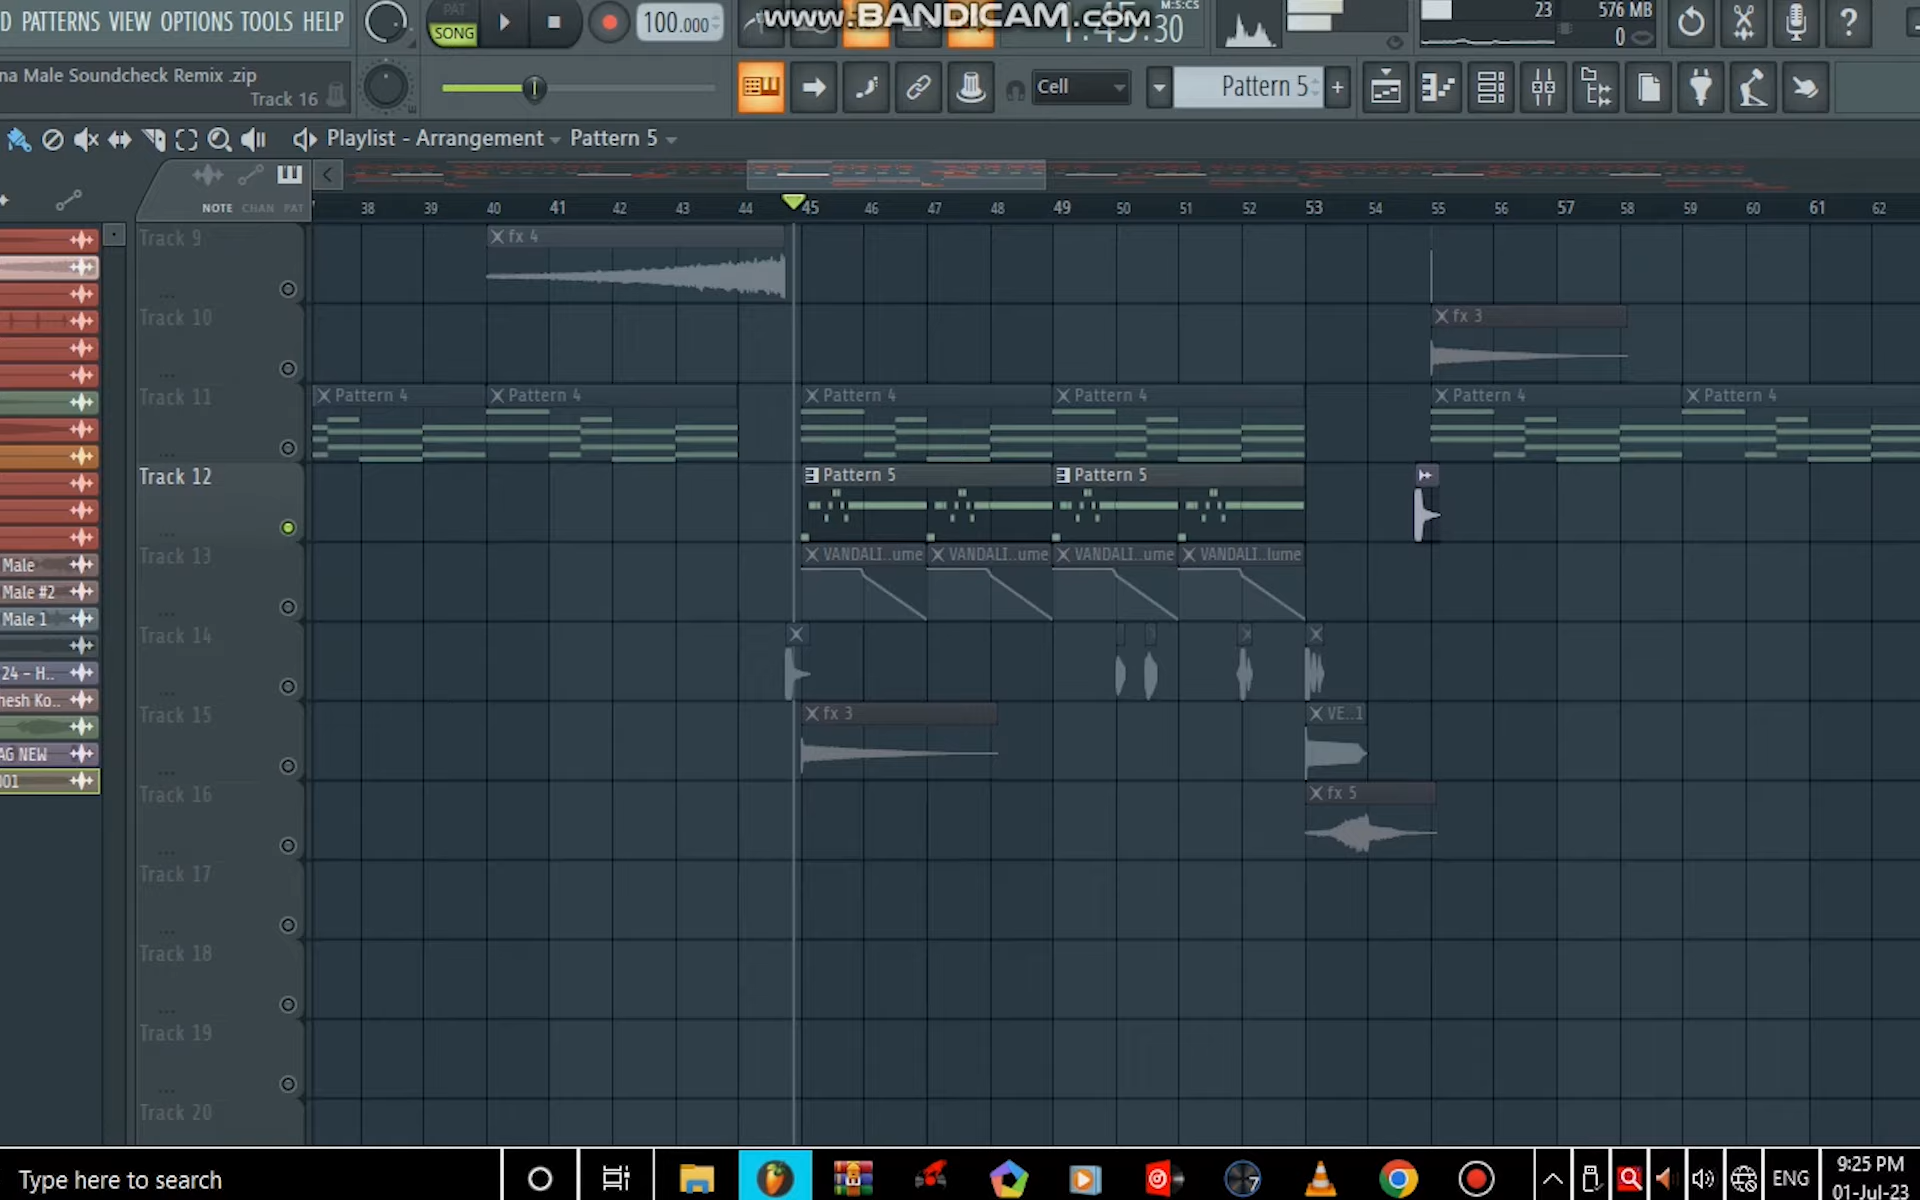 D PATTERNS VIEW OPTIONS TOOLS HELP
PAT
SONG
100.000
www.BANDICAM.com
M:S:CS
1:45:30
23
576 MB
0
na Male Soundcheck Remix .zip
Track 16
Cell
Pattern 5
Playlist - Arrangement Pattern 5
NOTE CHAN PAT
38 39 40 41 42 43 44 45 46 47 48 49 50 51 52 53 54 55 56 57 58 59 60 61 62
Track 9
fx 4
Track 10
fx 3
Track 11
Pattern 4
Pattern 4
Pattern 4
Pattern 4
Pattern 4
Pattern 4
Track 12
Pattern 5
Pattern 5
Track 13
VANDALI..ume
VANDALI..ume
VANDALI..ume
VANDALI..lume
Track 14
Track 15
fx 3
VE..1
Track 16
fx 5
Track 17
Track 18
Track 19
Track 20
Male
Male #2
Male 1
24 - H..
nesh Ko..
AG NEW
001
Type here to search
ENG
9:25 PM
01-Jul-23